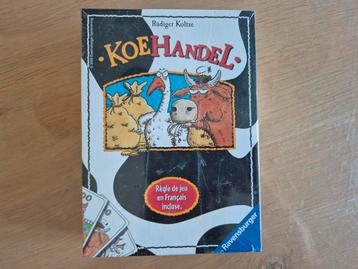 Rüdiger Koltze
• KOEHANDEL •
Règle de jeu
en Français
incluse.
Ravensburger